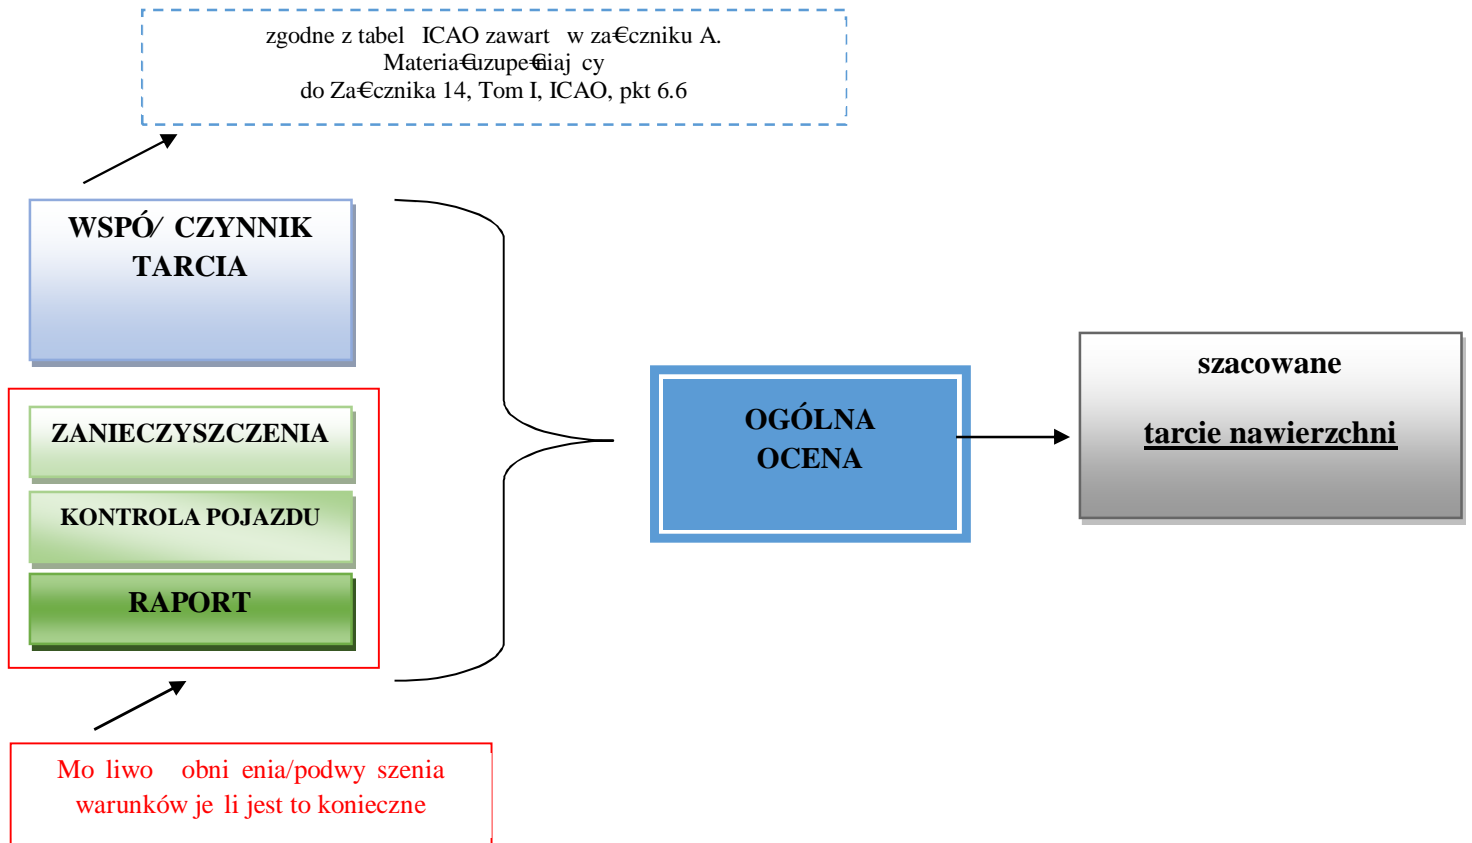 zgodne z tabel ICAO zawart w za€czniku A.
Materia€uzupe€niaj cy
do Za€cznika 14, Tom I, ICAO, pkt 6.6
WSPÓ/ CZYNNIK
TARCIA
ZANIECZYSZCZENIA
KONTROLA POJAZDU
RAPORT
Mo liwo obni enia/podwy szenia
warunków je li jest to konieczne
OGÓLNA
OCENA
szacowane
tarcie nawierzchni